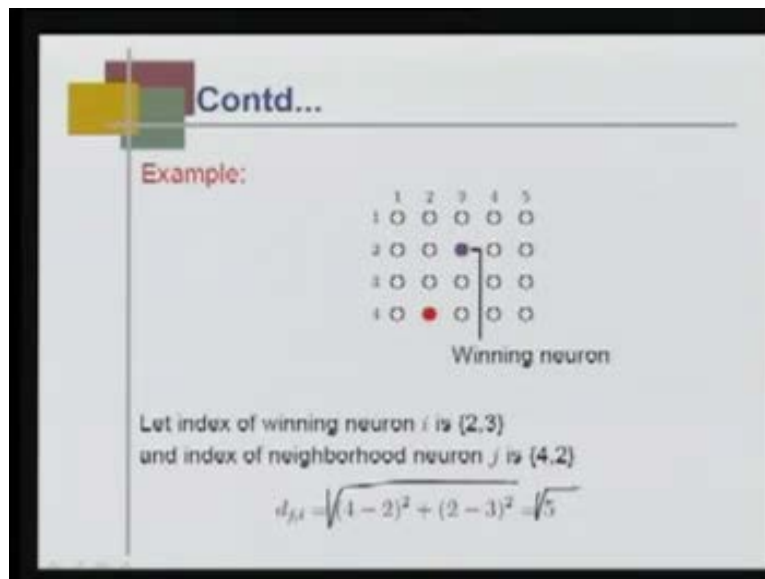 Contd...
Example:
1 2 3 4 5
1
2
3
4
Winning neuron
Let index of winning neuron i is {2,3}
and index of neighborhood neuron j is {4,2}
d_{j,i} = √(4 − 2)² + (2 − 3)² = √5